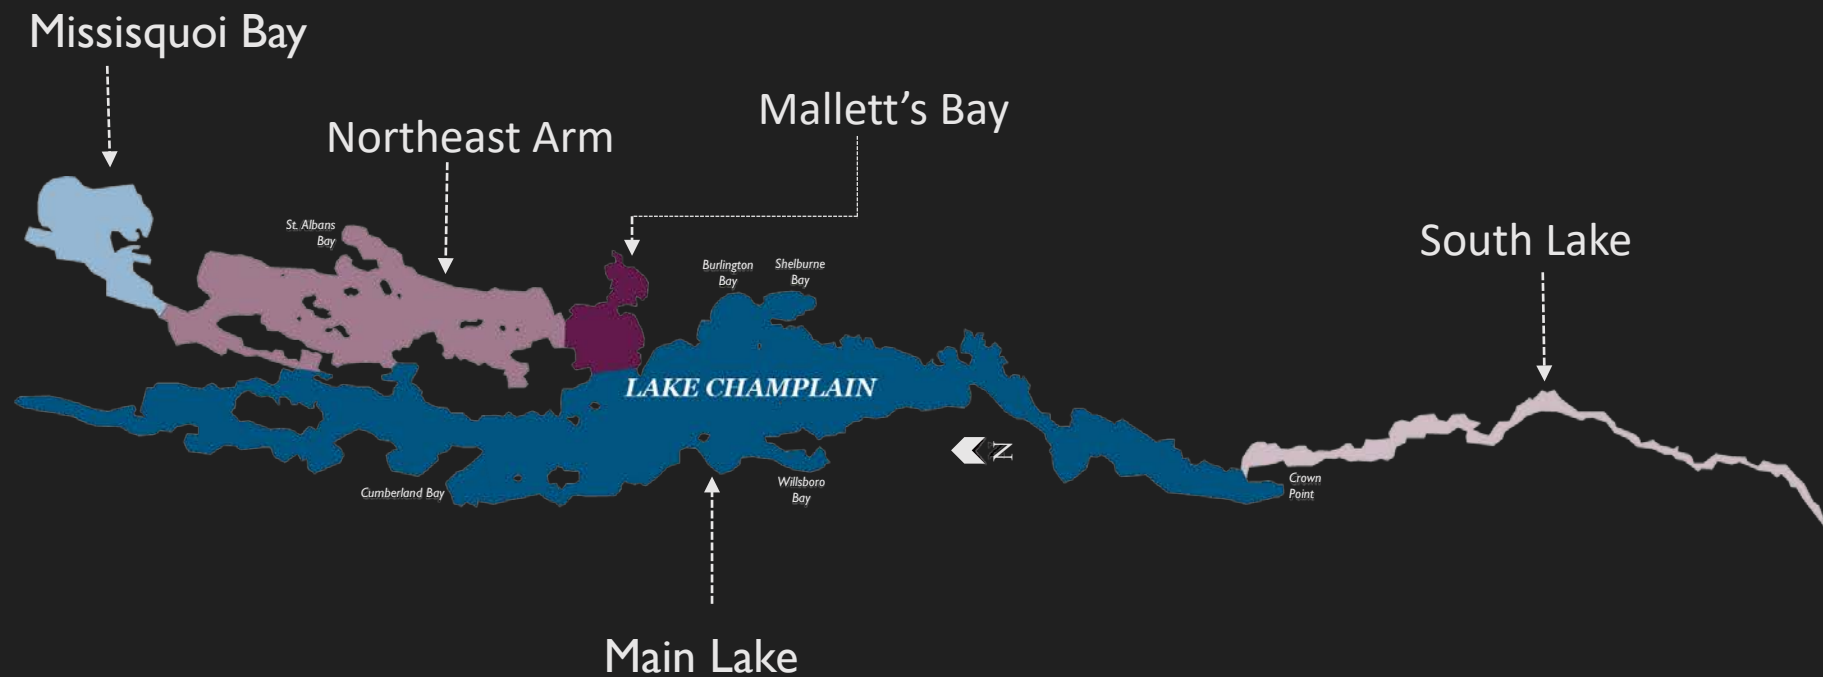 Missisquoi Bay
Northeast Arm
Mallett’s Bay
St. Albans
Bay
Burlington
Bay
Shelburne
Bay
South Lake
LAKE CHAMPLAIN
N
Cumberland Bay
Willsboro
Bay
Crown
Point
Main Lake